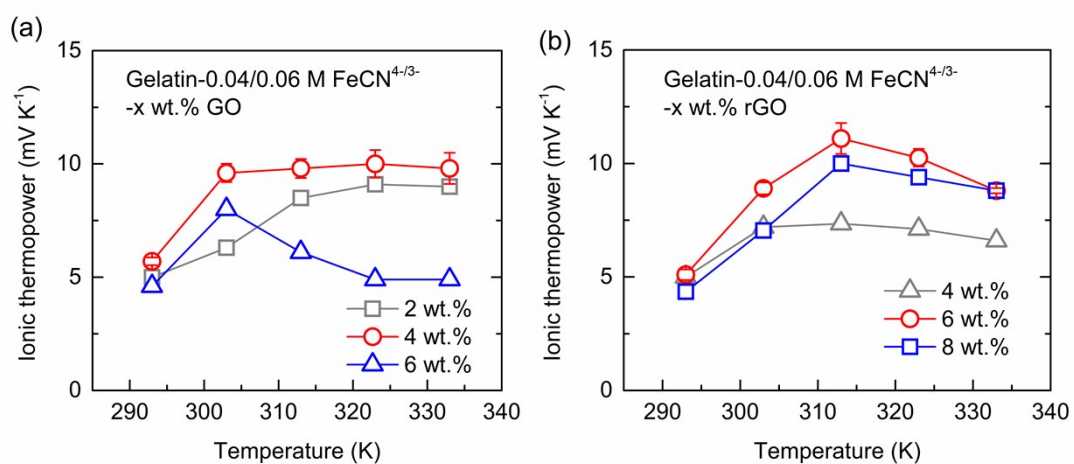 (a)
Ionic thermopower (mV K⁻¹)
15
10
5
0
Gelatin-0.04/0.06 M FeCN⁴⁻/³⁻
-x wt.% GO
2 wt.%
4 wt.%
6 wt.%
290 300 310 320 330 340
Temperature (K)
(b)
Ionic thermopower (mV K⁻¹)
15
10
5
0
Gelatin-0.04/0.06 M FeCN⁴⁻/³⁻
-x wt.% rGO
4 wt.%
6 wt.%
8 wt.%
290 300 310 320 330 340
Temperature (K)